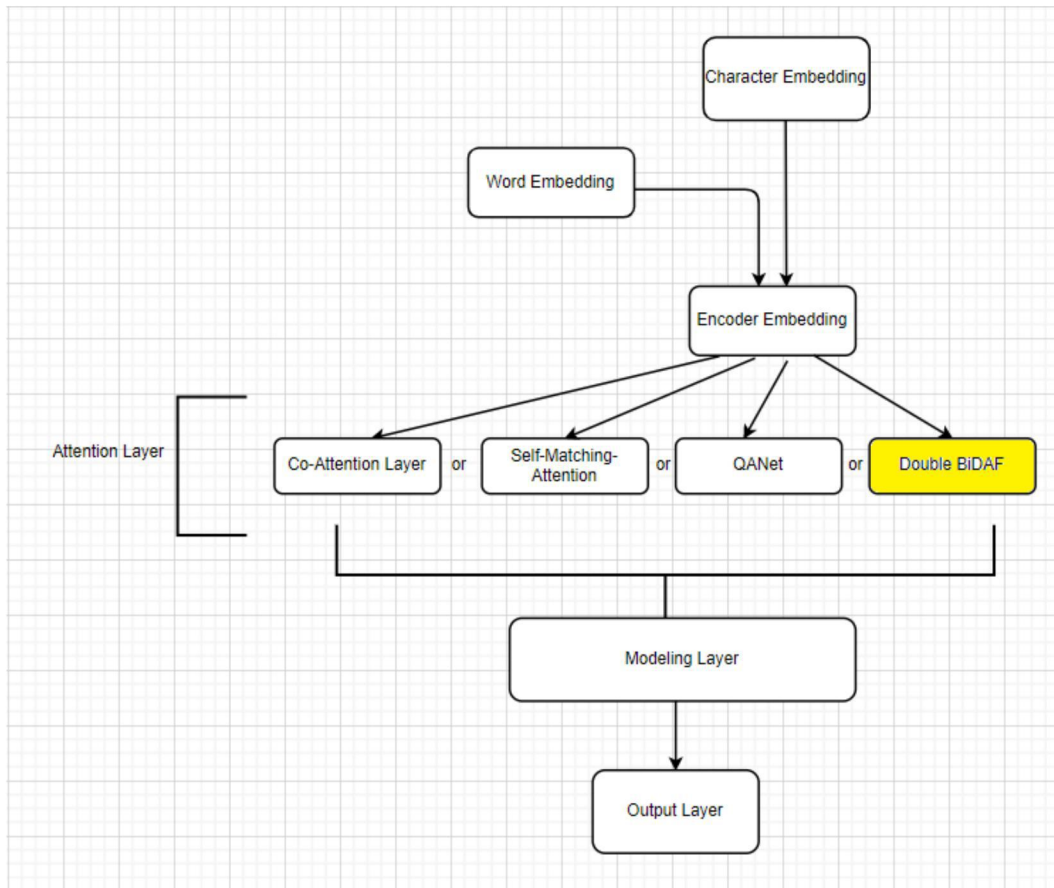 Character Embedding
Word Embedding
Encoder Embedding
Attention Layer
Co-Attention Layer
or
Self-Matching-
Attention
or
QANet
or
Double BiDAF
Modeling Layer
Output Layer